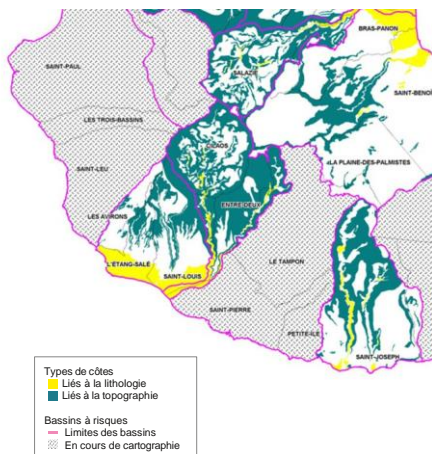 BRAS-PANON
SAINT-PAUL
SALAZIE
SAINT-BENOÎ
LES TROIS-BASSINS
CILAOS
SAINT-LEU
LA PLAINE-DES-PALMISTES
LES AVIRONS
ENTRE-DEUX
L'ETANG-SALE
LE TAMPON
SAINT-LOUIS
SAINT-PIERRE
PETITE-ILE
SAINT-JOSEPH
Types de côtes
Liés à la lithologie
Liés à la topographie
Bassins à risques
Limites des bassins
En cours de cartographie